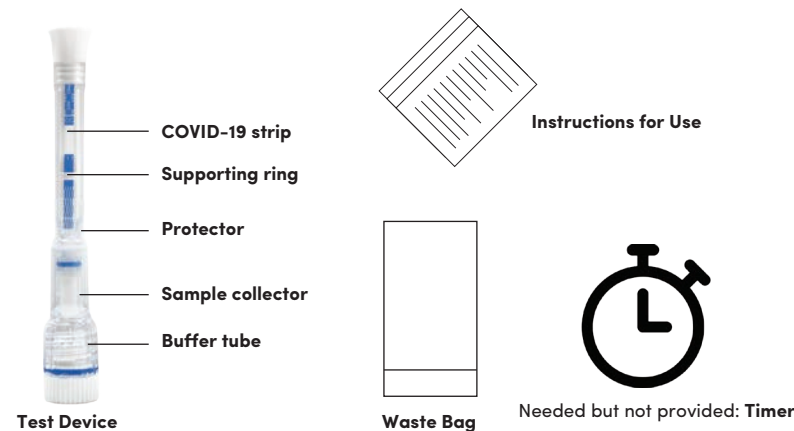 COVID-19 strip
Supporting ring
Protector
Sample collector
Buffer tube
Test Device
Instructions for Use
Waste Bag
Needed but not provided: Timer